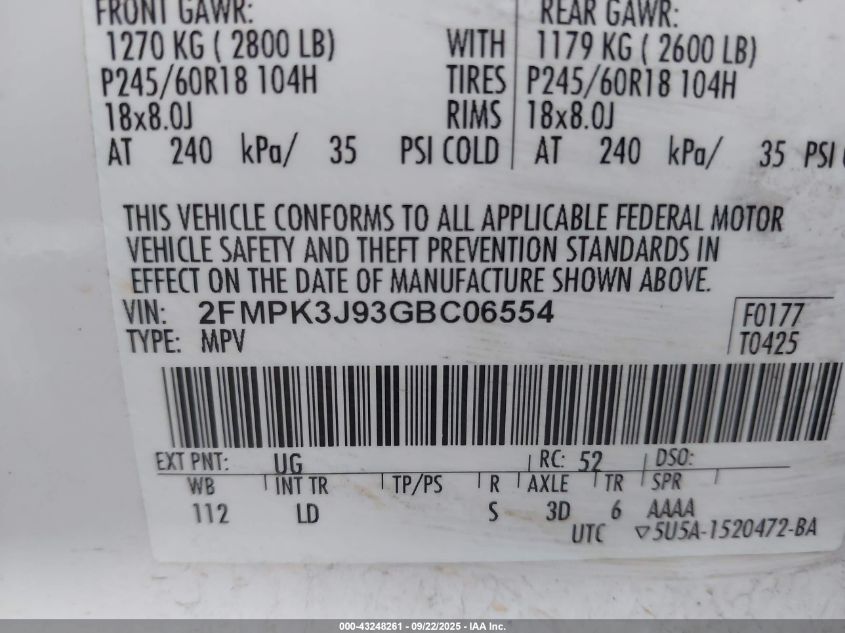 FRONT GAWR: REAR GAWR:
1270 KG ( 2800 LB) WITH 1179 KG ( 2600 LB)
P245/60R18 104H TIRES P245/60R18 104H
18x8.0J RIMS 18x8.0J
AT 240 kPa/ 35 PSI COLD AT 240 kPa/ 35 PSI
THIS VEHICLE CONFORMS TO ALL APPLICABLE FEDERAL MOTOR
VEHICLE SAFETY AND THEFT PREVENTION STANDARDS IN
EFFECT ON THE DATE OF MANUFACTURE SHOWN ABOVE.
VIN: 2FMPK3J93GBC06554 F0177
TYPE: MPV T0425
EXT PNT: UG RC: 52 DSO:
WB INT TR TP/PS R AXLE TR SPR
112 LD S 3D 6 AAAA
UTC ▽5U5A-1520472-BA
000-43248261 - 09/22/2025 - IAA Inc.